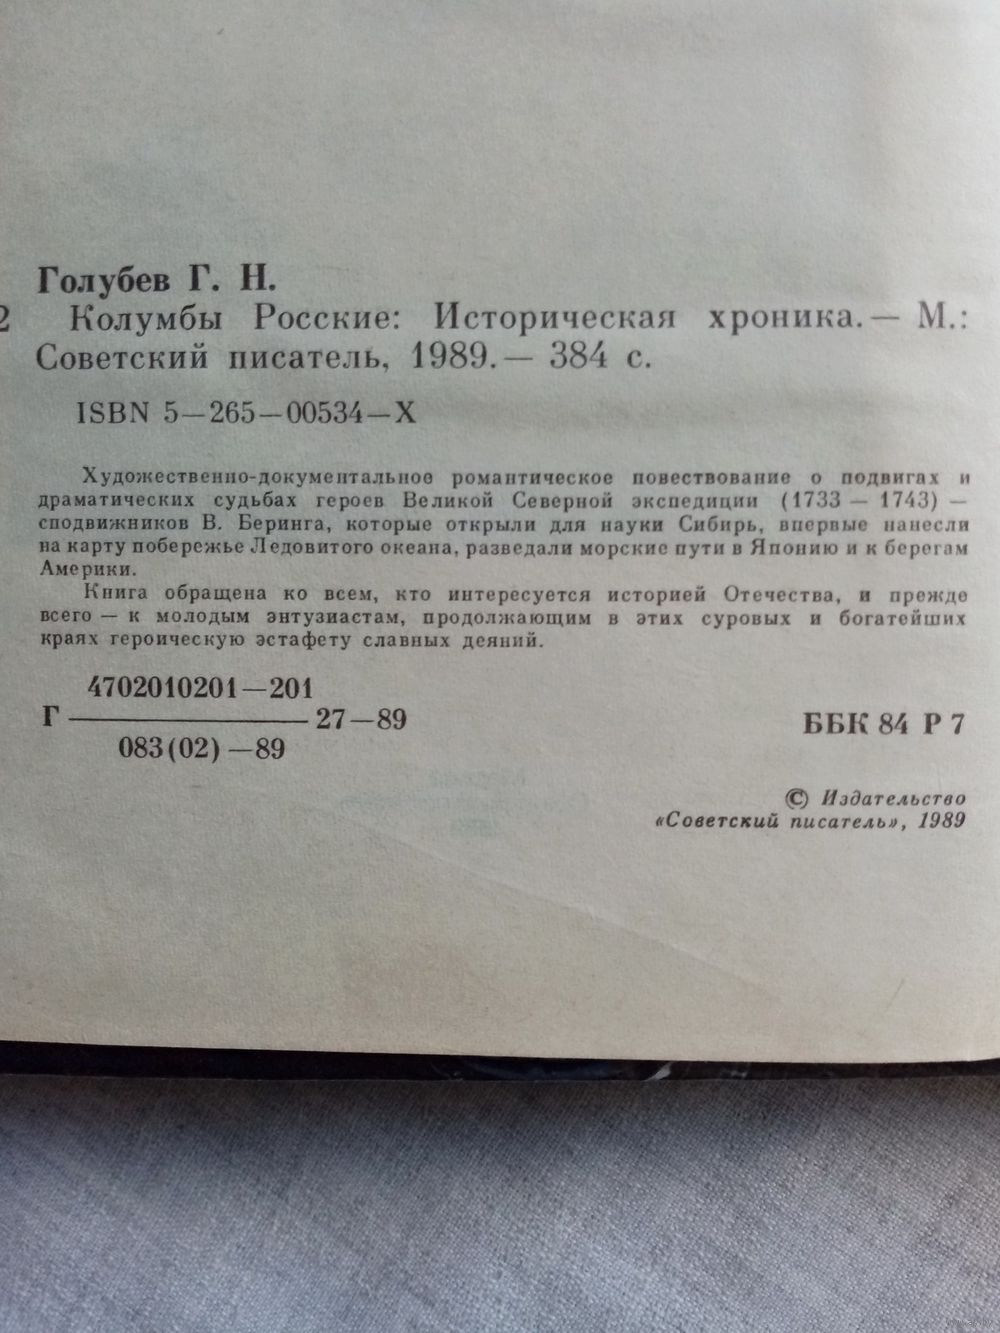 Голубев Г. Н.
2 Колумбы Росские: Историческая хроника.— М.:
Советский писатель, 1989.— 384 с.
ISBN 5—265—00534—X
Художественно-документальное романтическое повествование о подвигах и
драматических судьбах героев Великой Северной экспедиции (1733 — 1743) —
сподвижников В. Беринга, которые открыли для науки Сибирь, впервые нанесли
на карту побережье Ледовитого океана, разведали морские пути в Японию и к берегам
Америки.
Книга обращена ко всем, кто интересуется историей Отечества, и прежде
всего — к молодым энтузиастам, продолжающим в этих суровых и богатейших
краях героическую эстафету славных деяний.
4702010201—201
Г 27—89
083(02)—89
ББК 84 Р 7
© Издательство
«Советский писатель», 1989